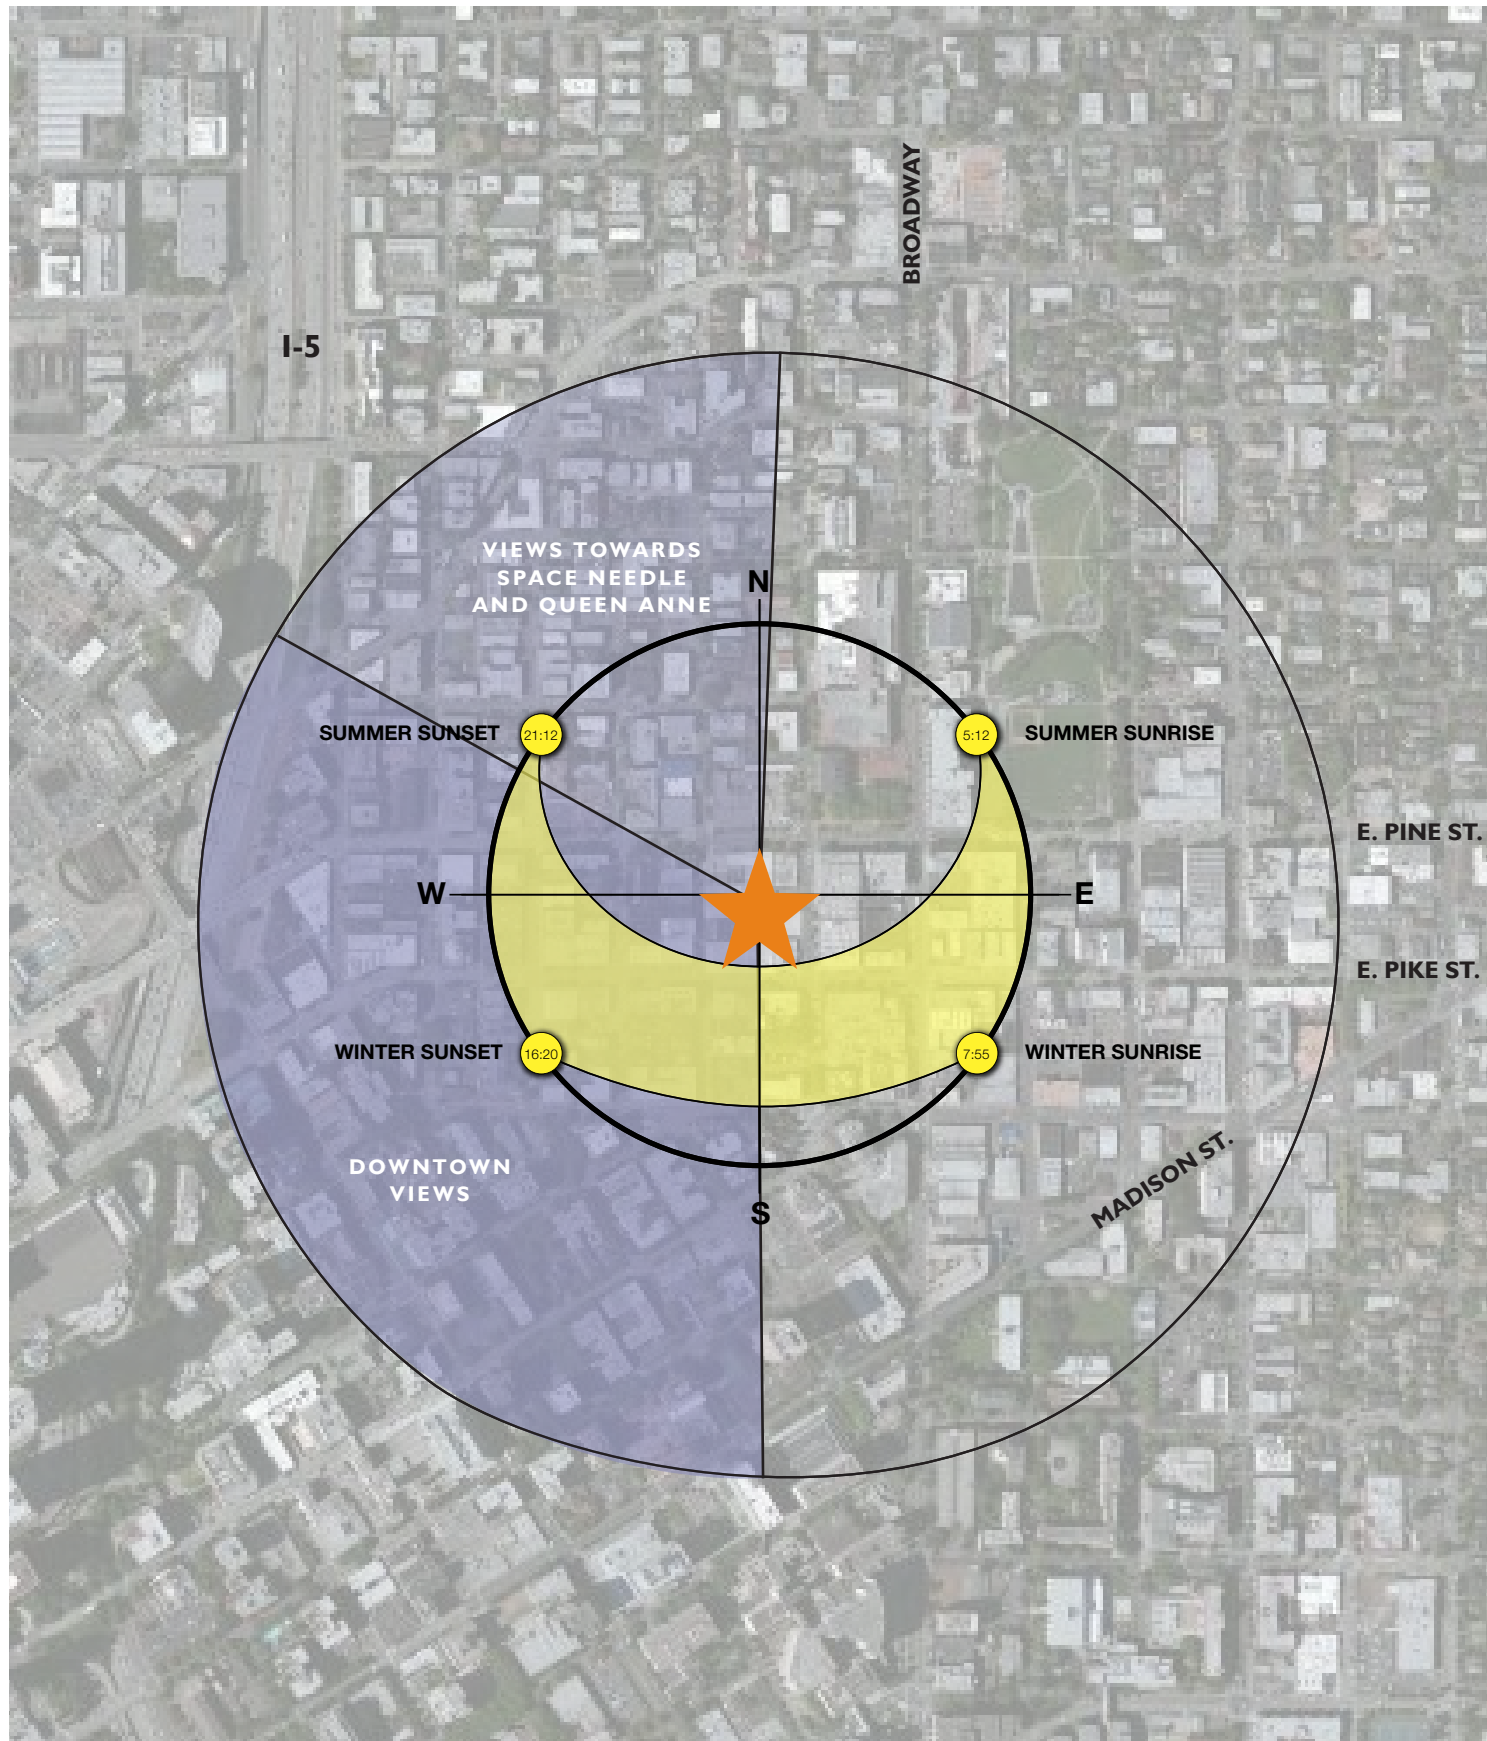 BROADWAY
I-5
VIEWS TOWARDS
SPACE NEEDLE
AND QUEEN ANNE
N
SUMMER SUNSET
21:12
5:12
SUMMER SUNRISE
E. PINE ST.
W
E
E. PIKE ST.
WINTER SUNSET
16:20
7:55
WINTER SUNRISE
MADISON ST.
DOWNTOWN
VIEWS
S